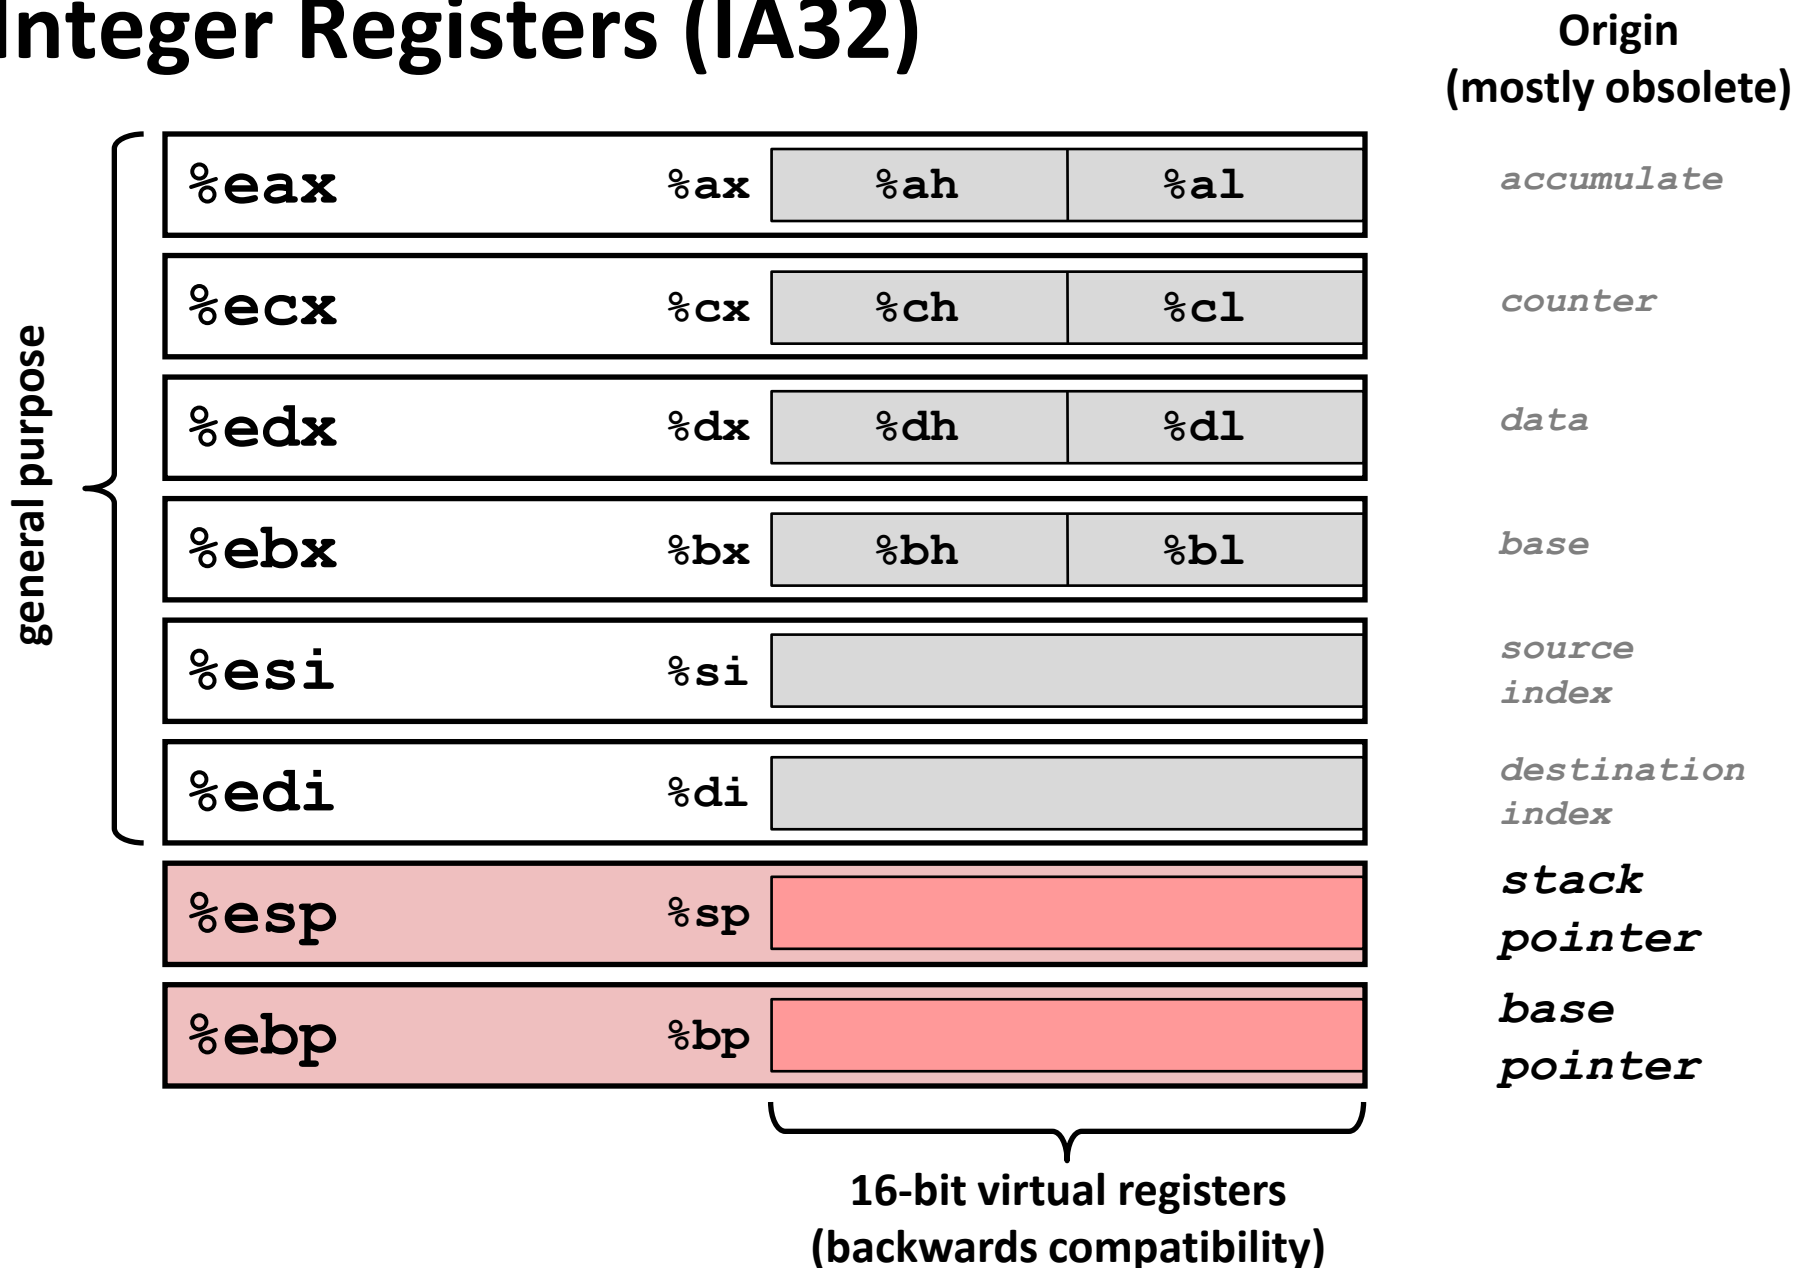 Integer Registers (IA32)
Origin
(mostly obsolete)
general purpose
%eax %ax %ah %al accumulate
%ecx %cx %ch %cl counter
%edx %dx %dh %dl data
%ebx %bx %bh %bl base
%esi %si source
index
%edi %di destination
index
%esp %sp stack
pointer
%ebp %bp base
pointer
16-bit virtual registers
(backwards compatibility)